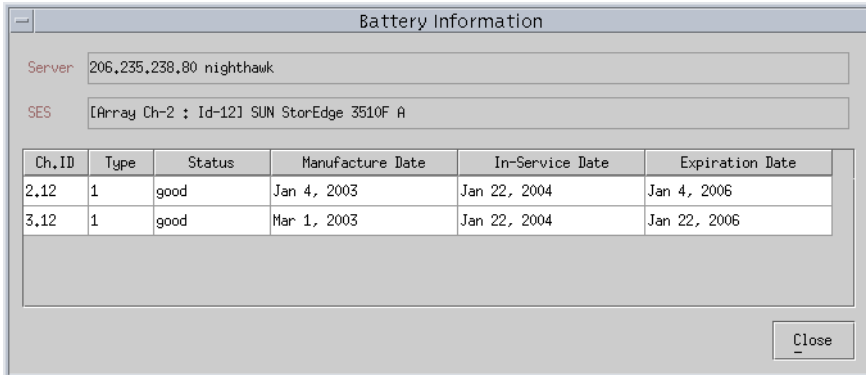 Battery Information
Server 206.235.238.80 nighthawk
SES [Array Ch-2 : Id-12] SUN StorEdge 3510F A
Ch.ID Type Status Manufacture Date In-Service Date Expiration Date
2.12 1 good Jan 4, 2003 Jan 22, 2004 Jan 4, 2006
3.12 1 good Mar 1, 2003 Jan 22, 2004 Jan 22, 2006
Close